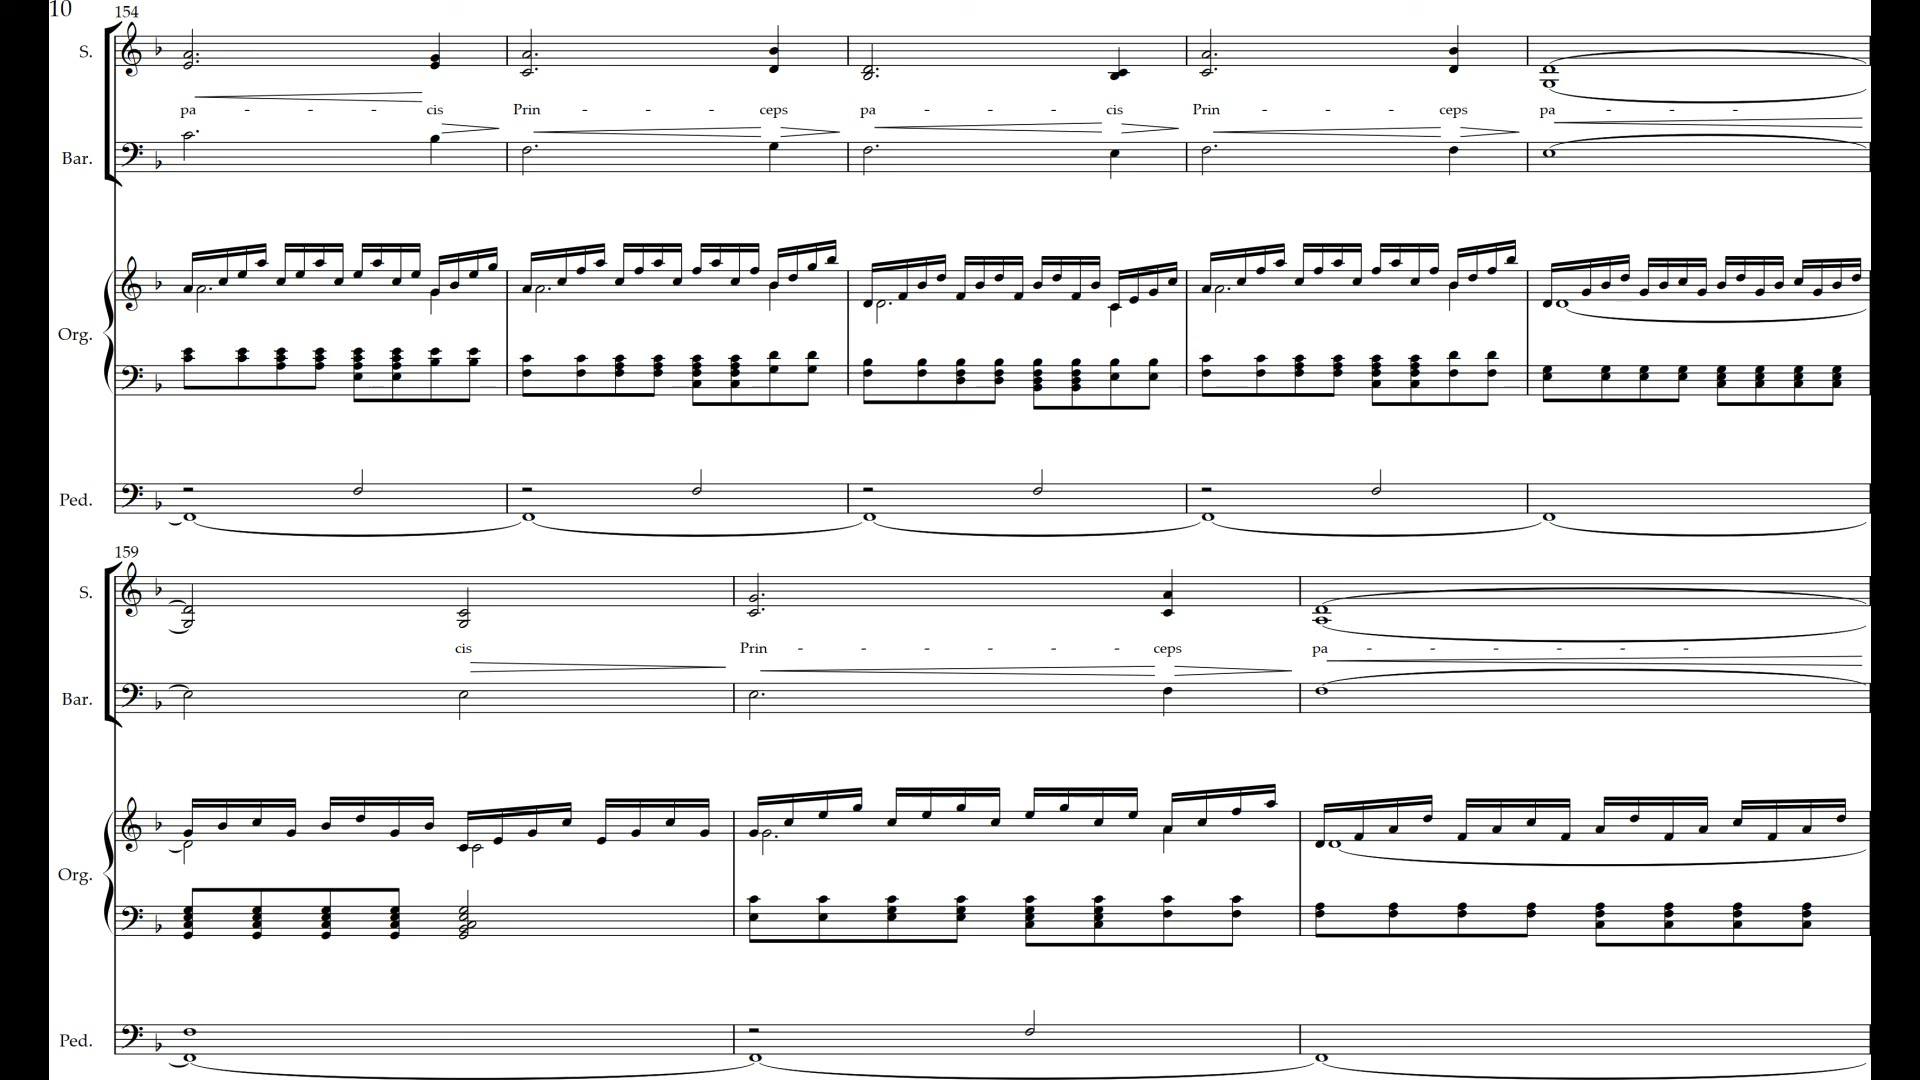 10
154
S.
pa - - - cis Prin - - - ceps pa - - - cis Prin - - - ceps pa - - -
Bar.
Org.
Ped.
159
S.
cis Prin - - - - - - ceps pa - - - - - -
Bar.
Org.
Ped.